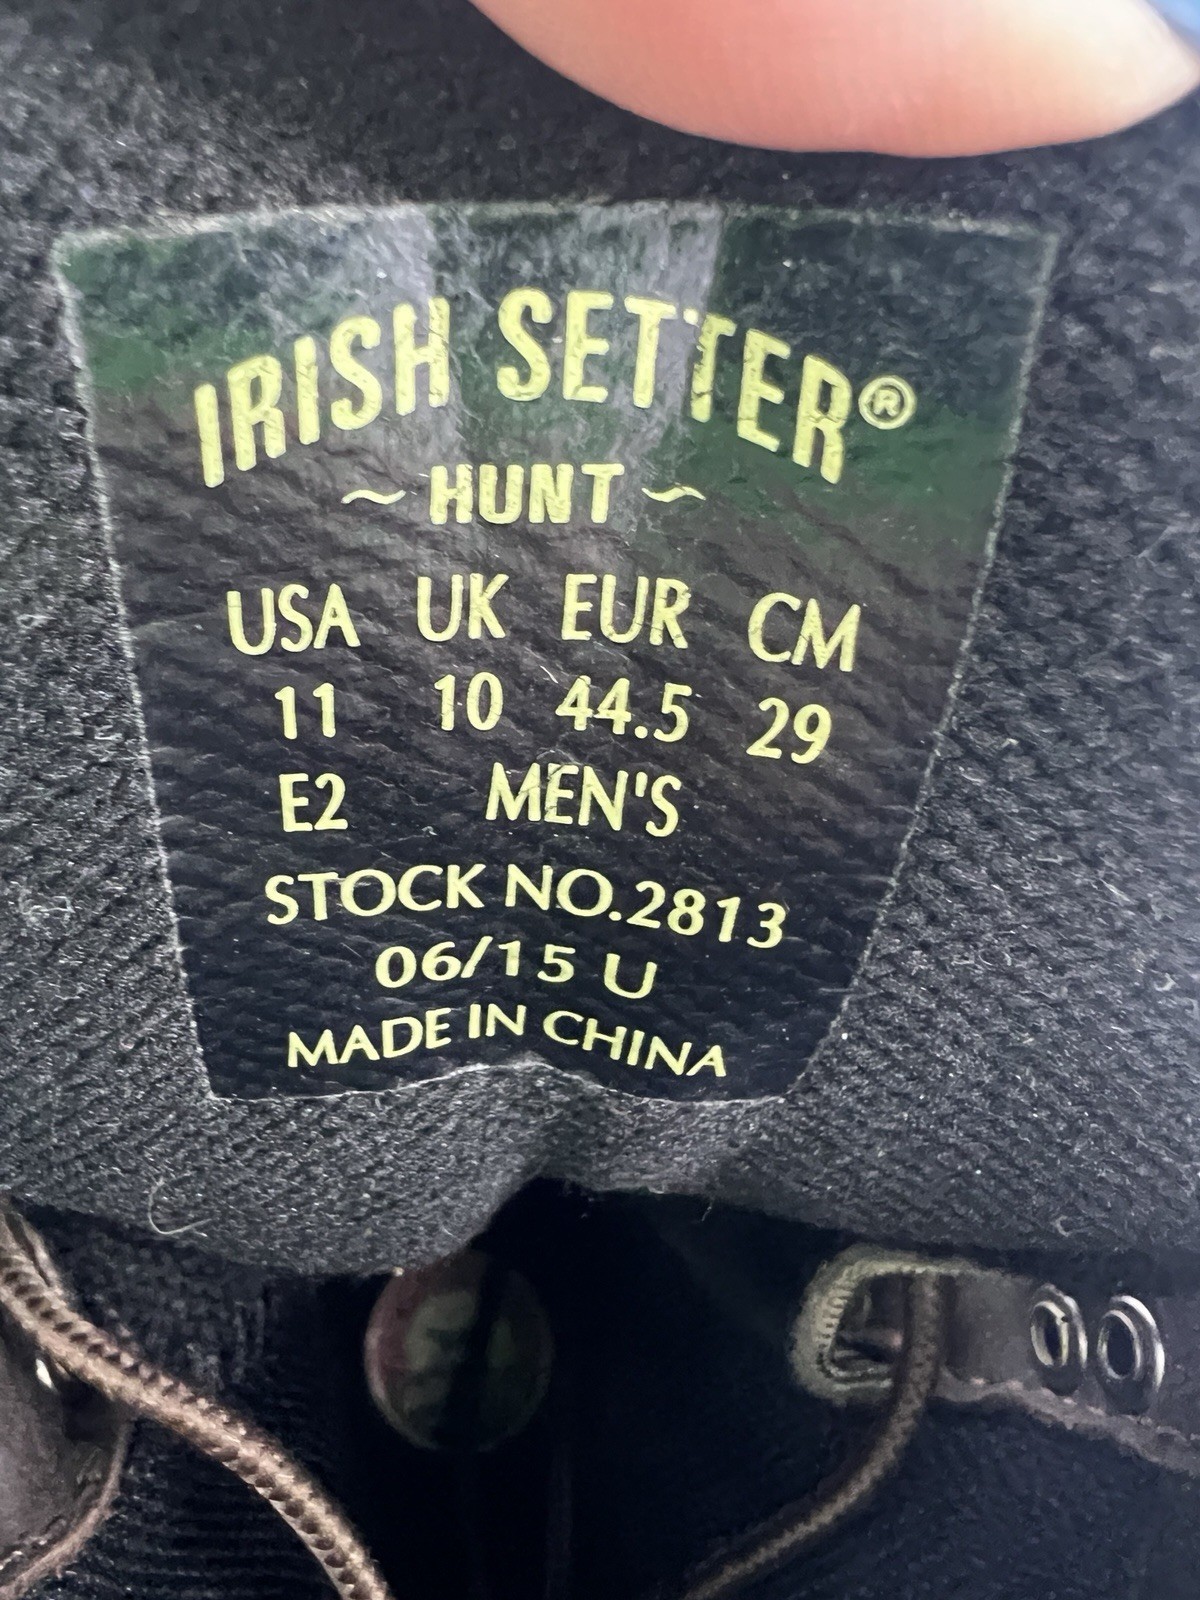 IRISH SETTER®
~ HUNT ~
USA UK EUR CM
11 10 44.5 29
E2 MEN'S
STOCK NO.2813
06/15 U
MADE IN CHINA